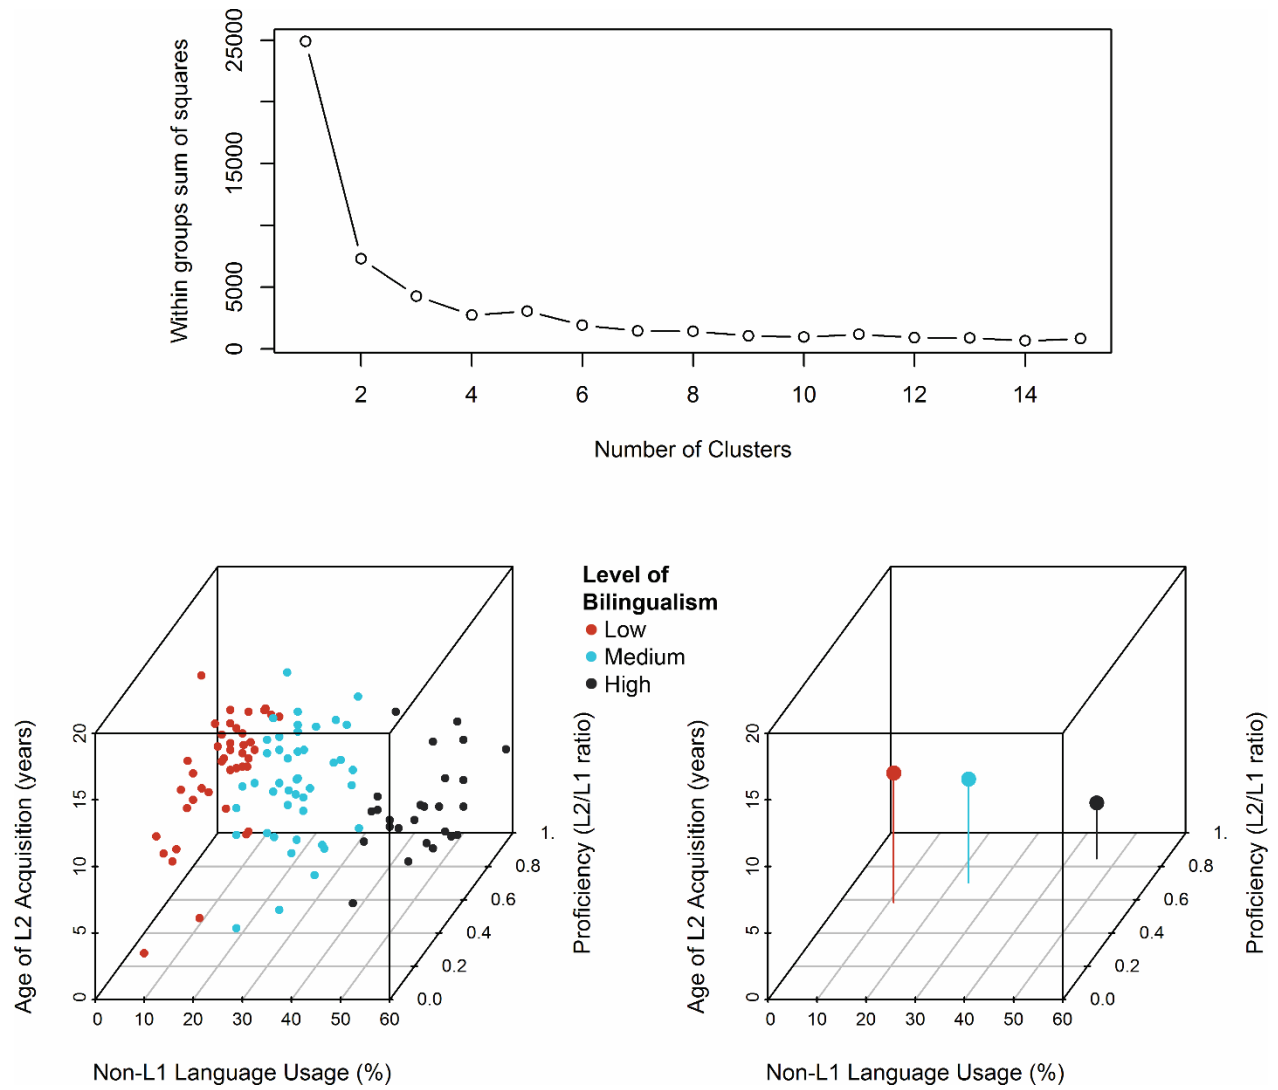 Within groups sum of squares
25000
15000
5000
0
2 4 6 8 10 12 14
Number of Clusters
Level of
Bilingualism
Low
Medium
High
Age of L2 Acquisition (years)
20
15
10
5
0
0 10 20 30 40 50 60
Non-L1 Language Usage (%)
0.0
0.2
0.4
0.6
0.8
1.
Proficiency (L2/L1 ratio)
Age of L2 Acquisition (years)
20
15
10
5
0
0 10 20 30 40 50 60
Non-L1 Language Usage (%)
0.0
0.2
0.4
0.6
0.8
1.
Proficiency (L2/L1 ratio)